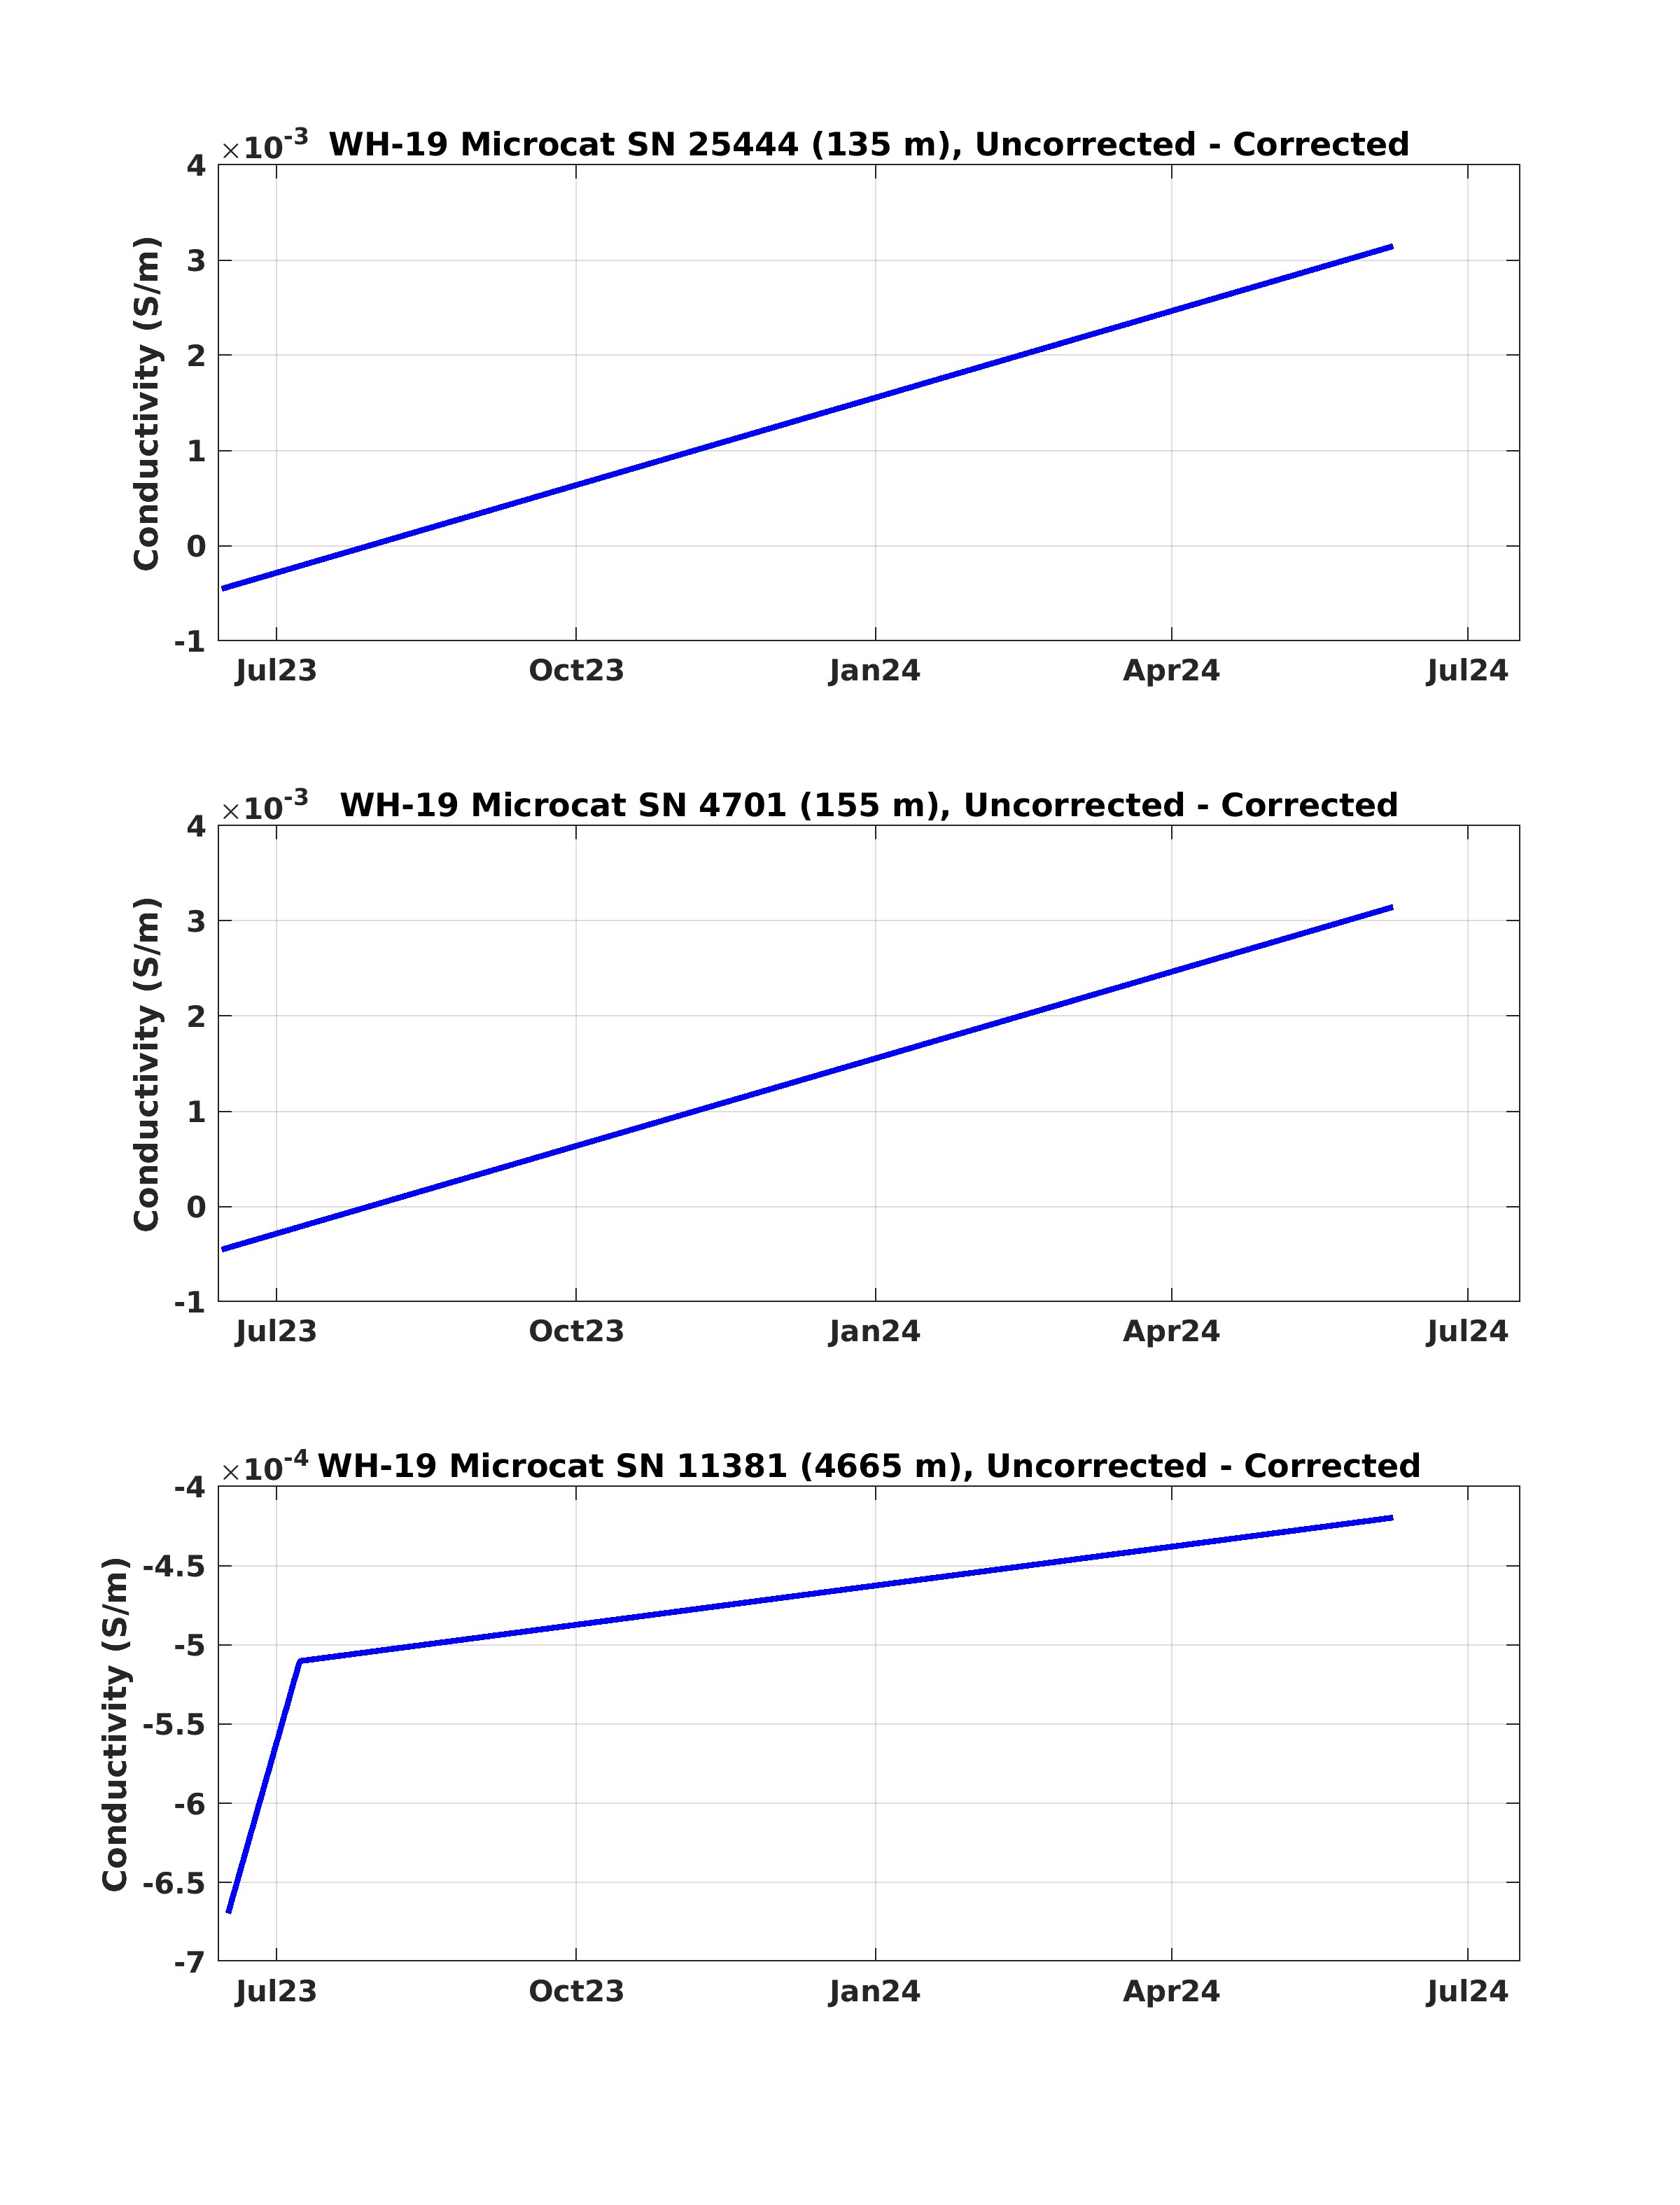 ×10-3 WH-19 Microcat SN 25444 (135 m), Uncorrected - Corrected
4
3
2
1
0
-1
Conductivity (S/m)
Jul23 Oct23 Jan24 Apr24 Jul24
×10-3 WH-19 Microcat SN 4701 (155 m), Uncorrected - Corrected
4
3
2
1
0
-1
Conductivity (S/m)
Jul23 Oct23 Jan24 Apr24 Jul24
×10-4 WH-19 Microcat SN 11381 (4665 m), Uncorrected - Corrected
-4
-4.5
-5
-5.5
-6
-6.5
-7
Conductivity (S/m)
Jul23 Oct23 Jan24 Apr24 Jul24